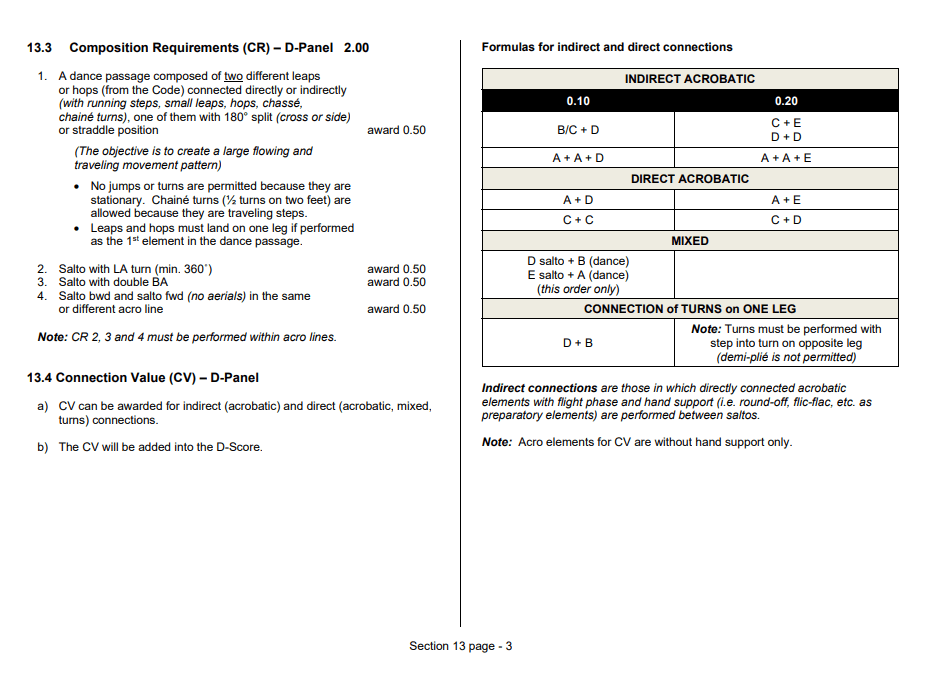 13.3 Composition Requirements (CR) – D-Panel 2.00
1. A dance passage composed of two different leaps
or hops (from the Code) connected directly or indirectly
(with running steps, small leaps, hops, chassé,
chainé turns), one of them with 180° split (cross or side)
or straddle position award 0.50
(The objective is to create a large flowing and
traveling movement pattern)
• No jumps or turns are permitted because they are
stationary. Chainé turns (½ turns on two feet) are
allowed because they are traveling steps.
• Leaps and hops must land on one leg if performed
as the 1st element in the dance passage.
2. Salto with LA turn (min. 360˚) award 0.50
3. Salto with double BA award 0.50
4. Salto bwd and salto fwd (no aerials) in the same
or different acro line award 0.50
Note: CR 2, 3 and 4 must be performed within acro lines.
13.4 Connection Value (CV) – D-Panel
a) CV can be awarded for indirect (acrobatic) and direct (acrobatic, mixed,
turns) connections.
b) The CV will be added into the D-Score.
Formulas for indirect and direct connections
INDIRECT ACROBATIC
0.10 0.20
B/C + D
C + E
D + D
A + A + D A + A + E
DIRECT ACROBATIC
A + D A + E
C + C C + D
MIXED
D salto + B (dance)
E salto + A (dance)
(this order only)
CONNECTION of TURNS on ONE LEG
D + B
Note: Turns must be performed with
step into turn on opposite leg
(demi-plié is not permitted)
Indirect connections are those in which directly connected acrobatic
elements with flight phase and hand support (i.e. round-off, flic-flac, etc. as
preparatory elements) are performed between saltos.
Note: Acro elements for CV are without hand support only.
Section 13 page - 3